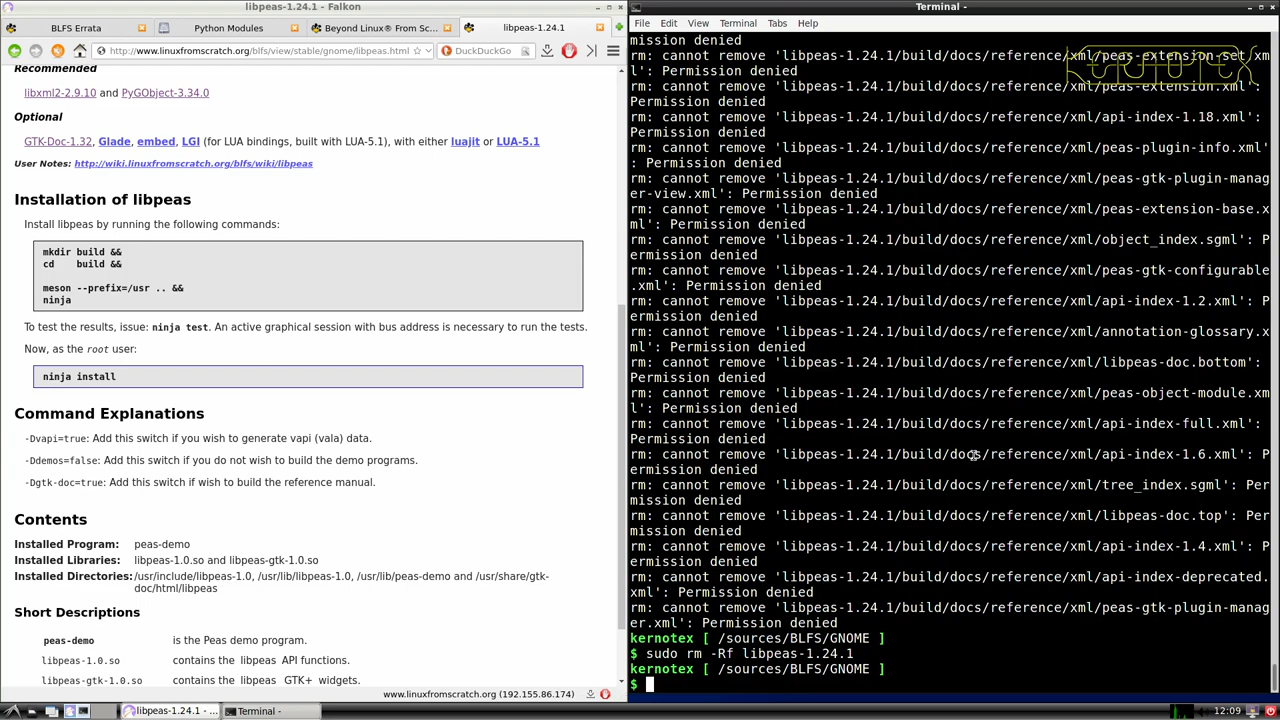 libpeas-1.24.1 - Falkon
BLFS Errata
Python Modules
Beyond Linux® From Sc...
libpeas-1.24.1
http://www.linuxfromscratch.org/blfs/view/stable/gnome/libpeas.html
DuckDuckGo
Recommended
libxml2-2.9.10 and PyGObject-3.34.0
Optional
GTK-Doc-1.32, Glade, embed, LGI (for LUA bindings, built with LUA-5.1), with either luajit or LUA-5.1
User Notes: http://wiki.linuxfromscratch.org/blfs/wiki/libpeas
Installation of libpeas
Install libpeas by running the following commands:
mkdir build &&
cd    build &&
meson --prefix=/usr .. &&
ninja
To test the results, issue: ninja test. An active graphical session with bus address is necessary to run the tests.
Now, as the root user:
ninja install
Command Explanations
-Dvapi=true: Add this switch if you wish to generate vapi (vala) data.
-Ddemos=false: Add this switch if you do not wish to build the demo programs.
-Dgtk-doc=true: Add this switch if wish to build the reference manual.
Contents
Installed Program: peas-demo
Installed Libraries: libpeas-1.0.so and libpeas-gtk-1.0.so
Installed Directories: /usr/include/libpeas-1.0, /usr/lib/libpeas-1.0, /usr/lib/peas-demo and /usr/share/gtk-
doc/html/libpeas
Short Descriptions
peas-demo is the Peas demo program.
libpeas-1.0.so contains the libpeas API functions.
libpeas-gtk-1.0.so contains the libpeas GTK+ widgets.
www.linuxfromscratch.org (192.155.86.174)
Terminal -
File Edit View Terminal Tabs Help
mission denied
rm: cannot remove 'libpeas-1.24.1/build/docs/reference/xml/peas-extension-set.xm
l': Permission denied
rm: cannot remove 'libpeas-1.24.1/build/docs/reference/xml/peas-extension.xml':
Permission denied
rm: cannot remove 'libpeas-1.24.1/build/docs/reference/xml/api-index-1.18.xml':
Permission denied
rm: cannot remove 'libpeas-1.24.1/build/docs/reference/xml/peas-plugin-info.xml'
: Permission denied
rm: cannot remove 'libpeas-1.24.1/build/docs/reference/xml/peas-gtk-plugin-manag
er-view.xml': Permission denied
rm: cannot remove 'libpeas-1.24.1/build/docs/reference/xml/peas-extension-base.x
ml': Permission denied
rm: cannot remove 'libpeas-1.24.1/build/docs/reference/xml/object_index.sgml': P
ermission denied
rm: cannot remove 'libpeas-1.24.1/build/docs/reference/xml/peas-gtk-configurable
.xml': Permission denied
rm: cannot remove 'libpeas-1.24.1/build/docs/reference/xml/api-index-1.2.xml': P
ermission denied
rm: cannot remove 'libpeas-1.24.1/build/docs/reference/xml/annotation-glossary.x
ml': Permission denied
rm: cannot remove 'libpeas-1.24.1/build/docs/reference/xml/libpeas-doc.bottom':
Permission denied
rm: cannot remove 'libpeas-1.24.1/build/docs/reference/xml/peas-object-module.xm
l': Permission denied
rm: cannot remove 'libpeas-1.24.1/build/docs/reference/xml/api-index-full.xml':
Permission denied
rm: cannot remove 'libpeas-1.24.1/build/docs/reference/xml/api-index-1.6.xml': P
ermission denied
rm: cannot remove 'libpeas-1.24.1/build/docs/reference/xml/tree_index.sgml': Per
mission denied
rm: cannot remove 'libpeas-1.24.1/build/docs/reference/xml/libpeas-doc.top': Per
mission denied
rm: cannot remove 'libpeas-1.24.1/build/docs/reference/xml/api-index-1.4.xml': P
ermission denied
rm: cannot remove 'libpeas-1.24.1/build/docs/reference/xml/api-index-deprecated.
xml': Permission denied
rm: cannot remove 'libpeas-1.24.1/build/docs/reference/xml/peas-gtk-plugin-manag
er.xml': Permission denied
kernotex [ /sources/BLFS/GNOME ]
$ sudo rm -Rf libpeas-1.24.1
kernotex [ /sources/BLFS/GNOME ]
$
kernotex
libpeas-1.24.1 - ...
Terminal -
12:09